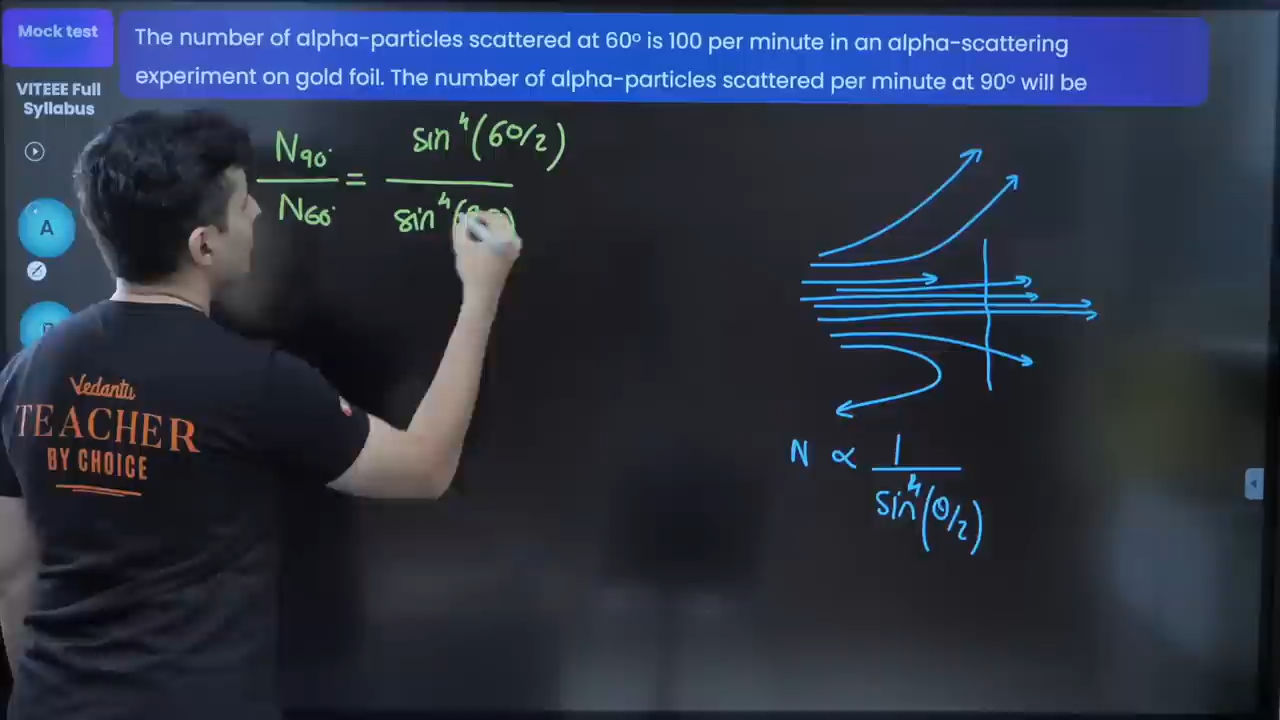 Mock test
VITEEE Full
Syllabus
A
The number of alpha-particles scattered at 60º is 100 per minute in an alpha-scattering
experiment on gold foil. The number of alpha-particles scattered per minute at 90º will be
N90° / N60° = sin⁴(60/2) / sin⁴(
N ∝ 1 / sin⁴(θ/2)
Vedantu
TEACHER
BY CHOICE